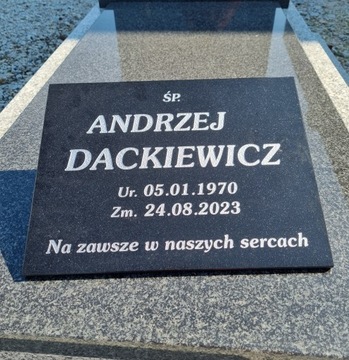 ŚP.
ANDRZEJ
DACKIEWICZ
Ur. 05.01.1970
Zm. 24.08.2023
Na zawsze w naszych sercach